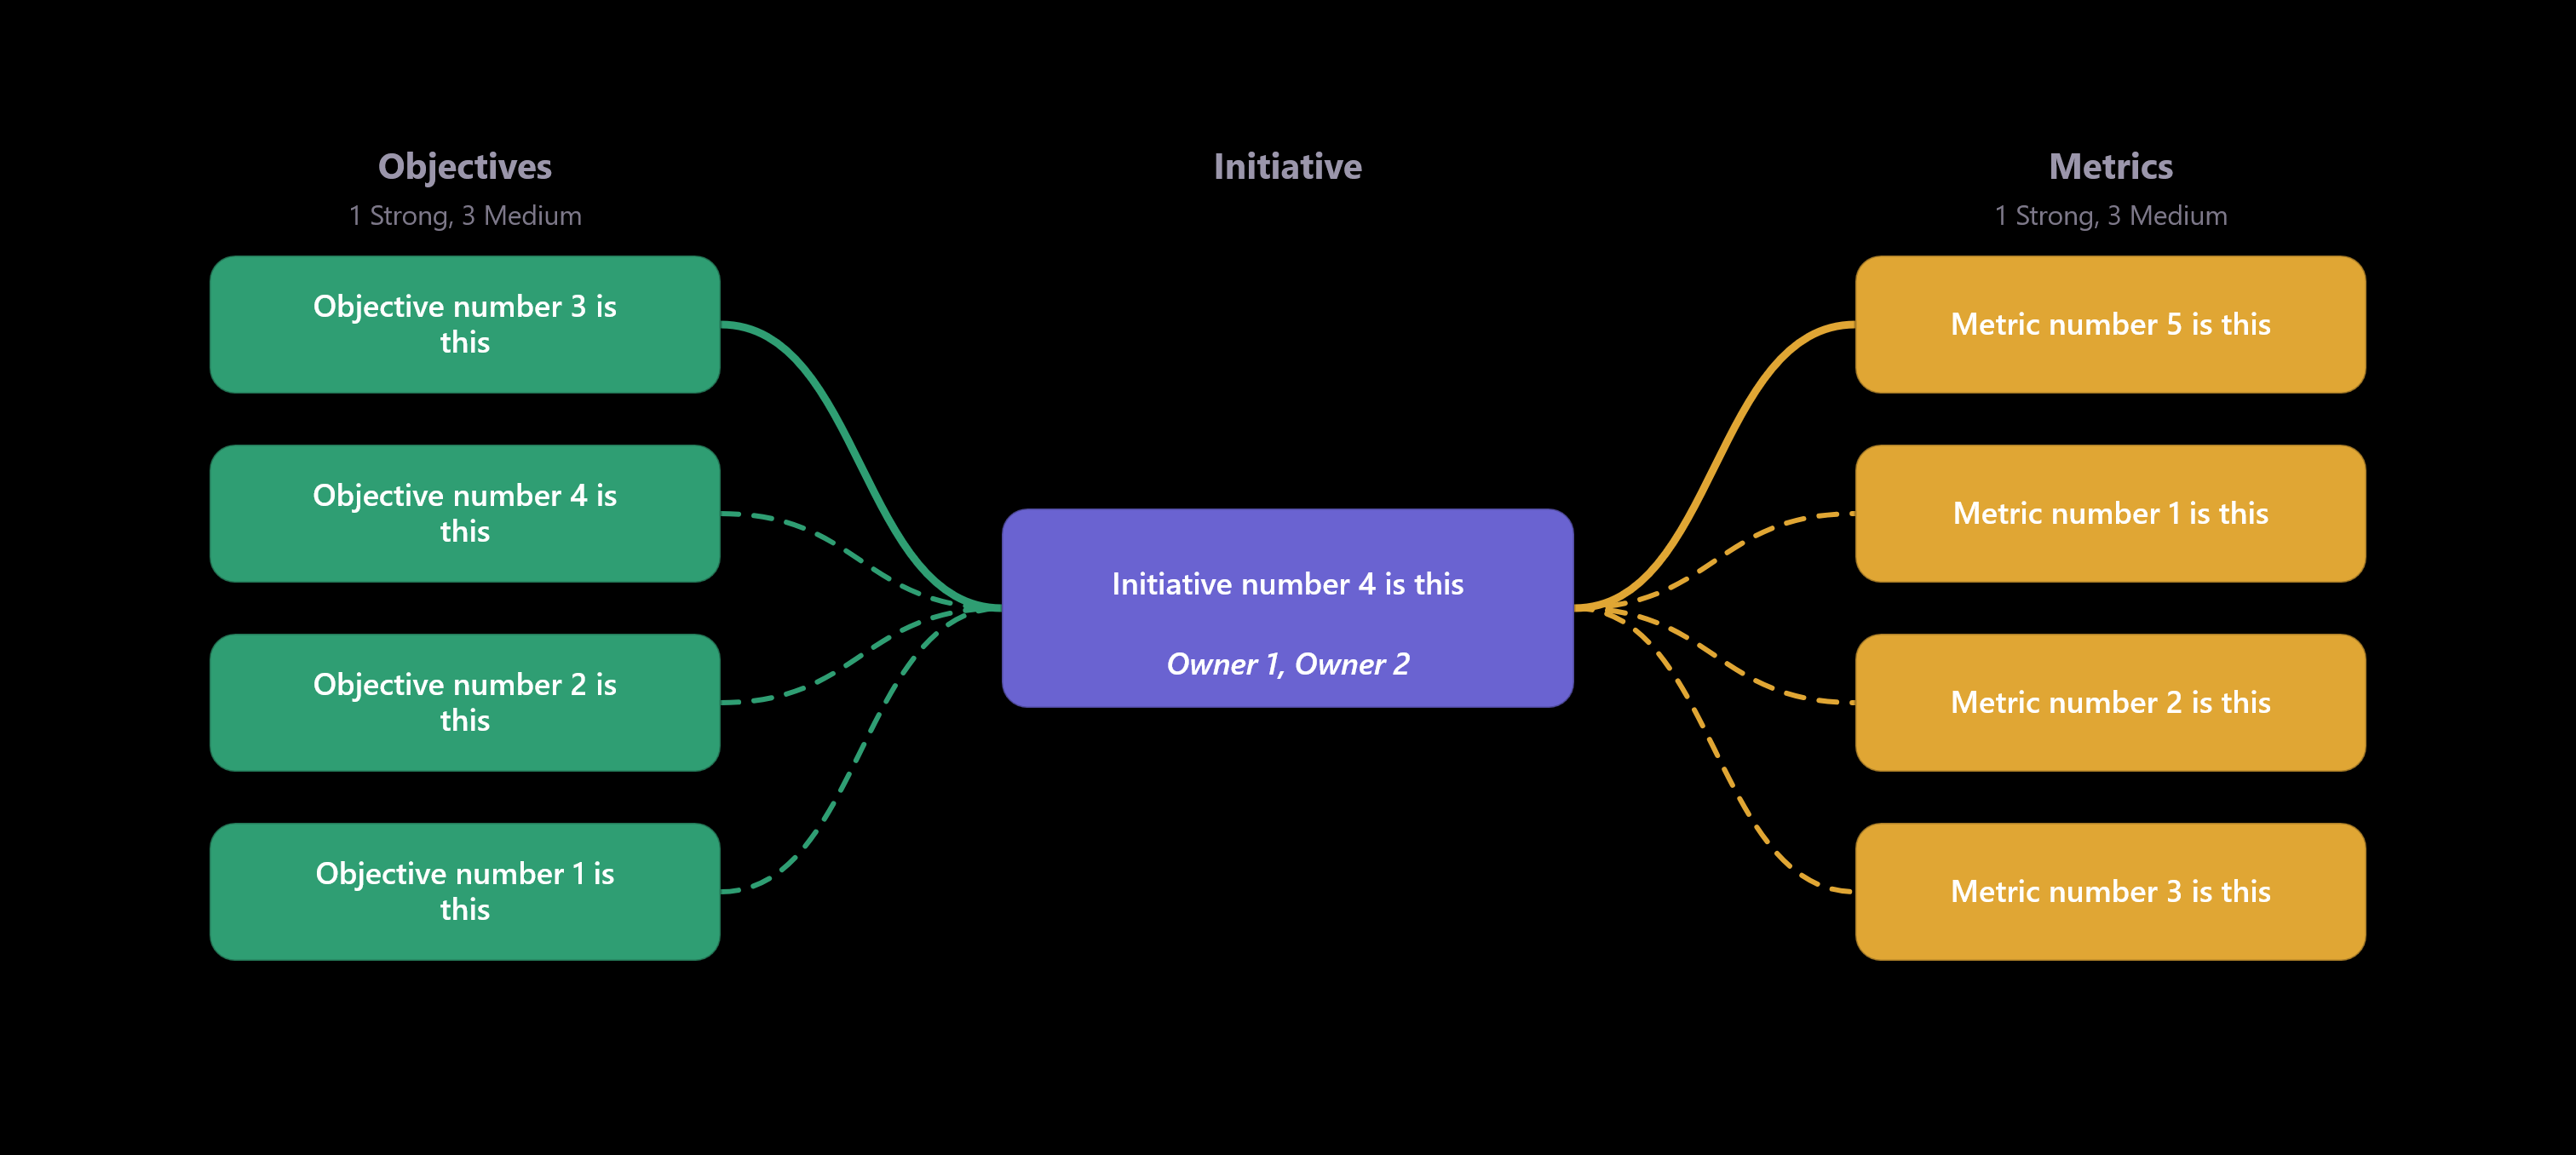 Objectives
1 Strong, 3 Medium
Objective number 3 is
this
Objective number 4 is
this
Objective number 2 is
this
Objective number 1 is
this
Initiative
Initiative number 4 is this
Owner 1, Owner 2
Metrics
1 Strong, 3 Medium
Metric number 5 is this
Metric number 1 is this
Metric number 2 is this
Metric number 3 is this